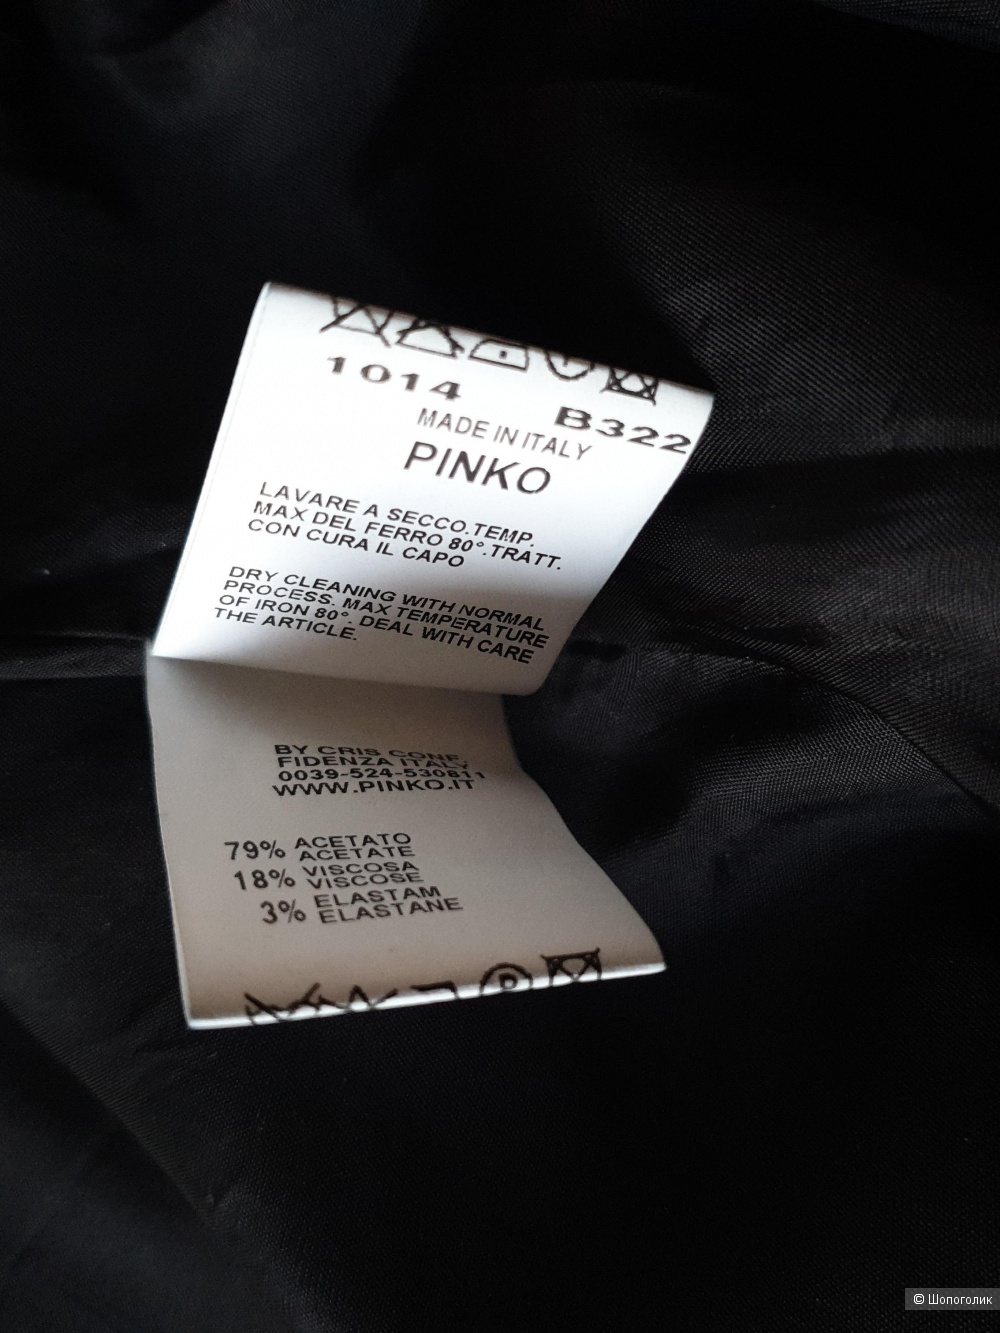 1014
B322
MADE IN ITALY
PINKO
LAVARE A SECCO.TEMP.
MAX DEL FERRO 80°.TRATT.
CON CURA IL CAPO
DRY CLEANING WITH NORMAL
PROCESS. MAX TEMPERATURE
OF IRON 80°. DEAL WITH CARE
THE ARTICLE.
BY CRIS CONF.
FIDENZA ITALY
0039-524-530811
WWW.PINKO.IT
79% ACETATO
ACETATE
18% VISCOSA
VISCOSE
3% ELASTAM
ELASTANE
P
© Шопоголик